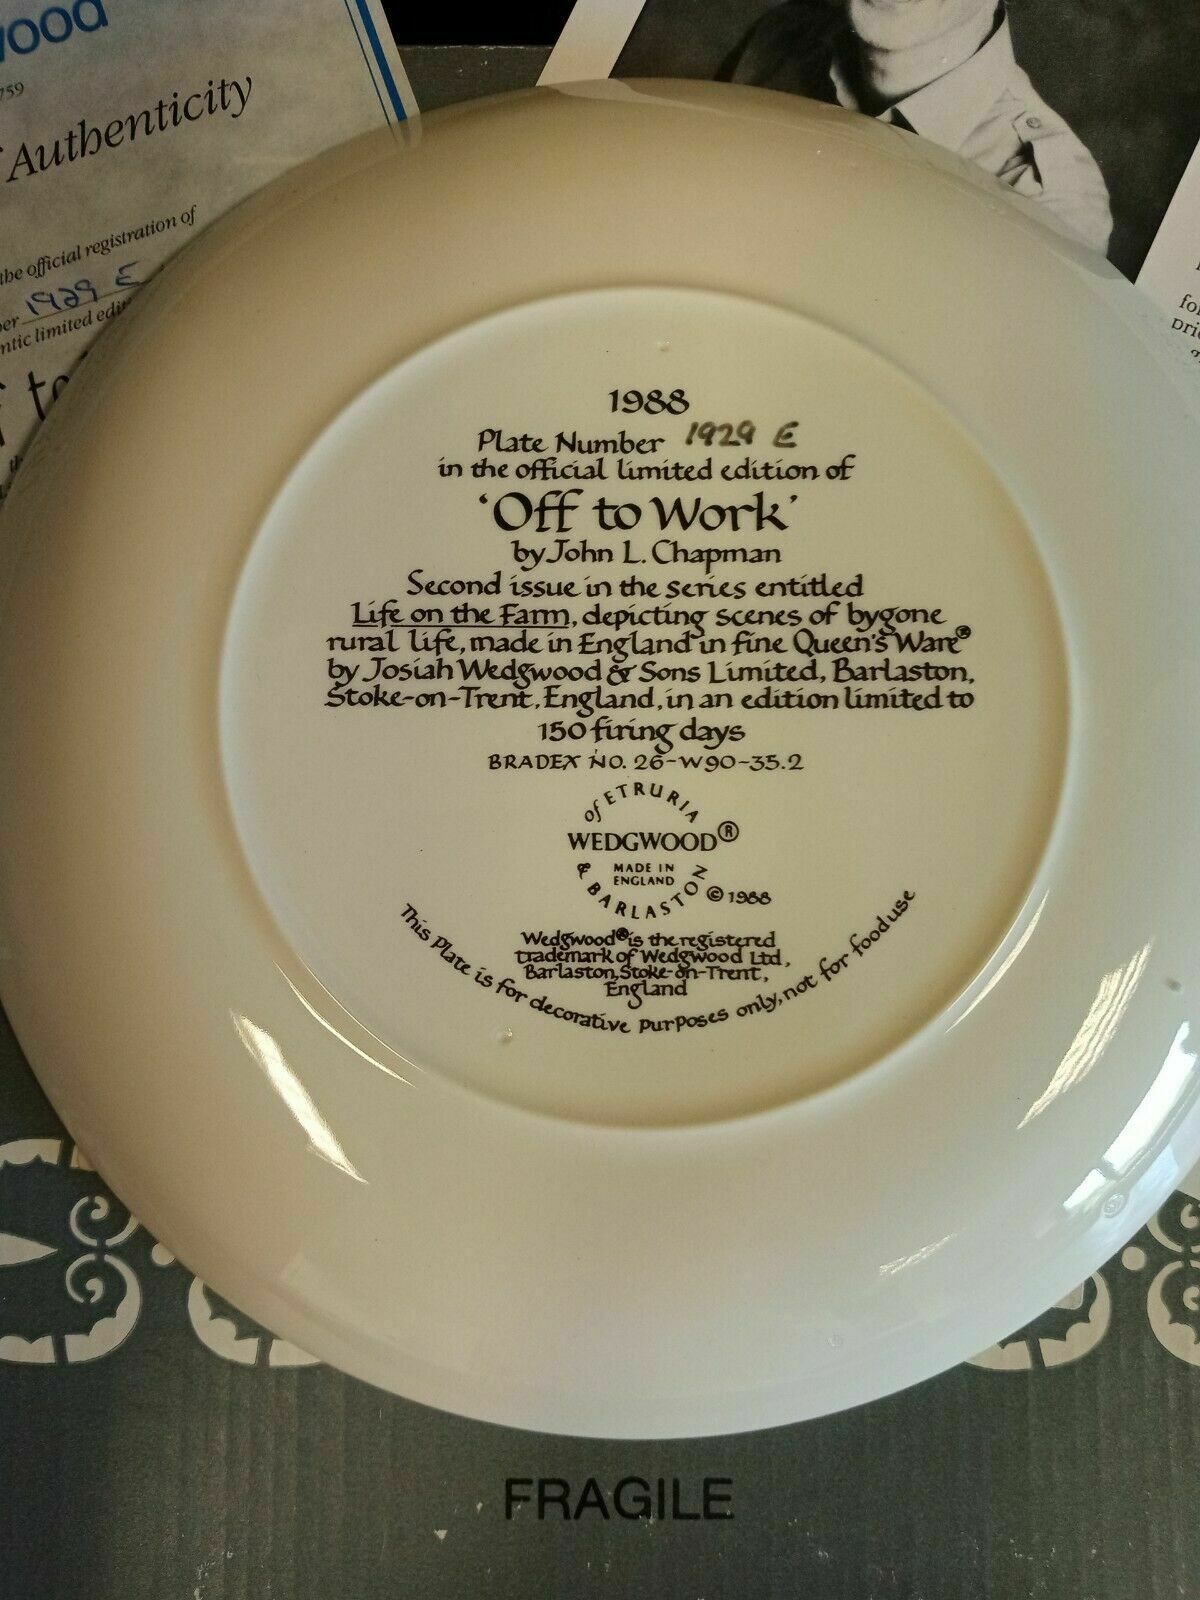 wood
759
Authenticity
the official registration of
1929 E
ntic limited edit
1988
Plate Number 1929 E
in the official limited edition of
'Off to Work'
by John L. Chapman
Second issue in the series entitled
Life on the Farm, depicting scenes of bygone
rural life, made in England in fine Queen's Ware®
by Josiah Wedgwood & Sons Limited, Barlaston,
Stoke-on-Trent, England, in an edition limited to
150 firing days
BRADEX NO. 26-W90-35.2
of ETRURIA
WEDGWOOD®
MADE IN
ENGLAND
& BARLASTON
© 1988
Wedgwood® is the registered
trademark of Wedgwood Ltd,
Barlaston, Stoke-on-Trent,
England
This Plate is for decorative purposes only, not for food use
FRAGILE